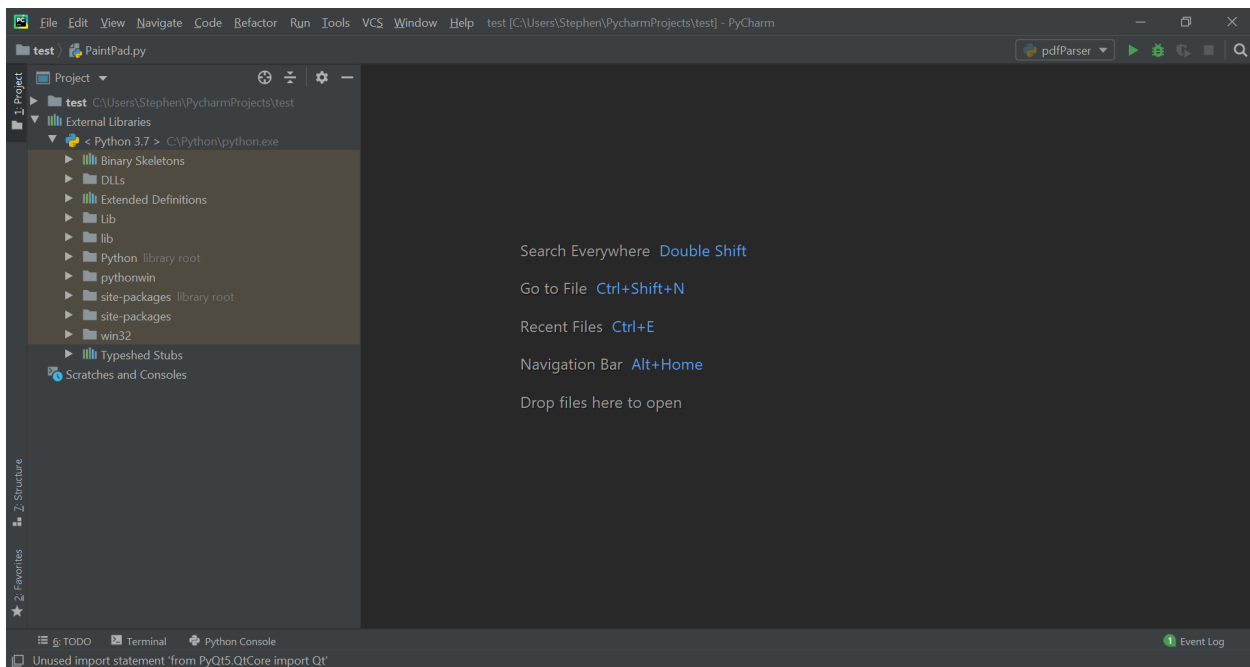 File Edit View Navigate Code Refactor Run Tools VCS Window Help test [C:\Users\Stephen\PycharmProjects\test] - PyCharm
test PaintPad.py pdfParser
1: Project
Project
test C:\Users\Stephen\PycharmProjects\test
External Libraries
< Python 3.7 > C:\Python\python.exe
Binary Skeletons
DLLs
Extended Definitions
Lib
lib
Python library root
pythonwin
site-packages library root
site-packages
win32
Typeshed Stubs
Scratches and Consoles
Search Everywhere Double Shift
Go to File Ctrl+Shift+N
Recent Files Ctrl+E
Navigation Bar Alt+Home
Drop files here to open
7: Structure
2: Favorites
6: TODO Terminal Python Console 1 Event Log
Unused import statement 'from PyQt5.QtCore import Qt'